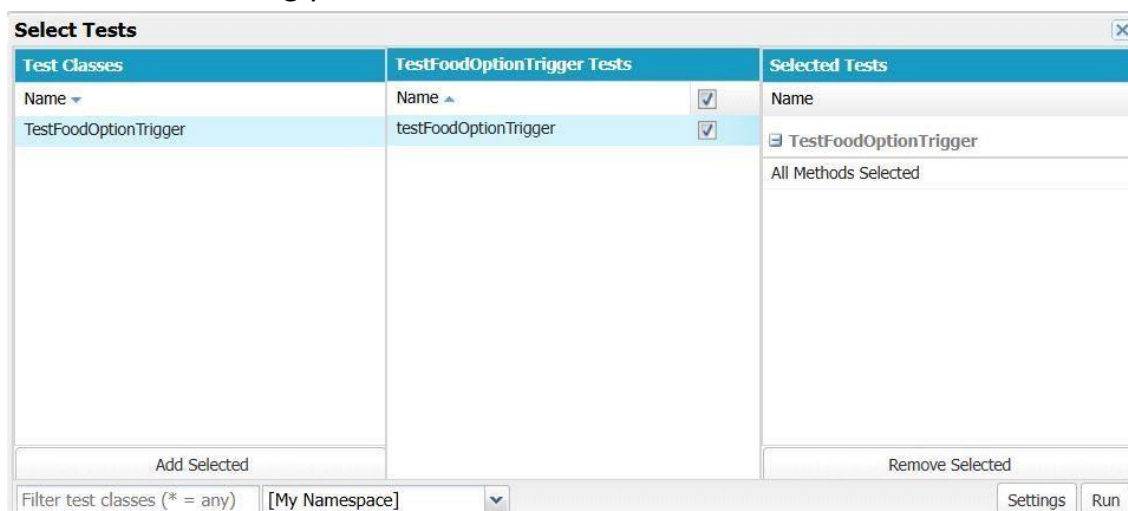 Select Tests
Test Classes
TestFoodOptionTrigger Tests
Selected Tests
Name
Name
Name
TestFoodOptionTrigger
testFoodOptionTrigger
TestFoodOptionTrigger
All Methods Selected
Add Selected
Remove Selected
Filter test classes (* = any)
[My Namespace]
Settings
Run